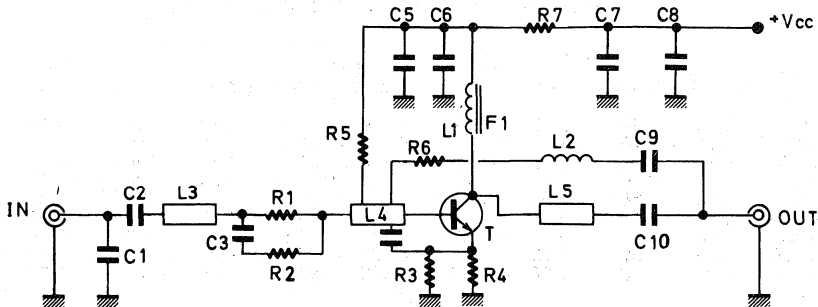 C5 C6 R7 C7 C8 +Vcc
R5 L1 F1
R6 L2 C9
IN C2 L3 R1 L4 T L5 OUT
C1 C3 R2 R3 R4 C10